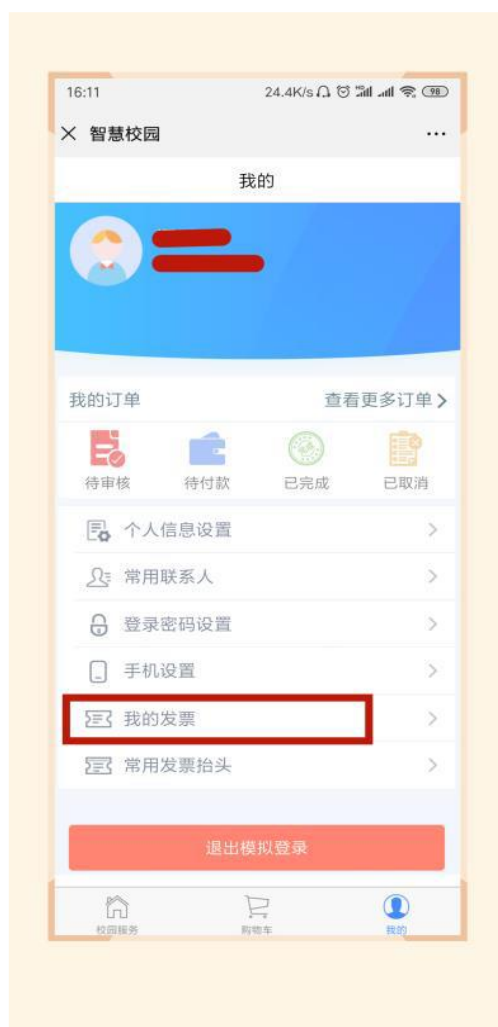 16:11 24.4K/s HD 98
智慧校园
我的
我的订单 查看更多订单
待审核 待付款 已完成 已取消
个人信息设置
常用联系人
登录密码设置
手机设置
我的发票
常用发票抬头
退出模拟登录
校园服务 购物车 我的